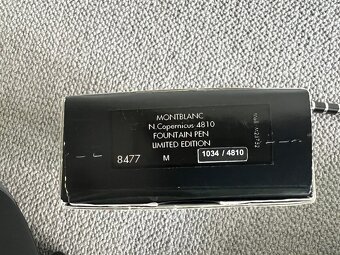 MONTBLANC
N.Copernicus 4810
FOUNTAIN PEN
LIMITED EDITION
8477 M 1034 / 4810